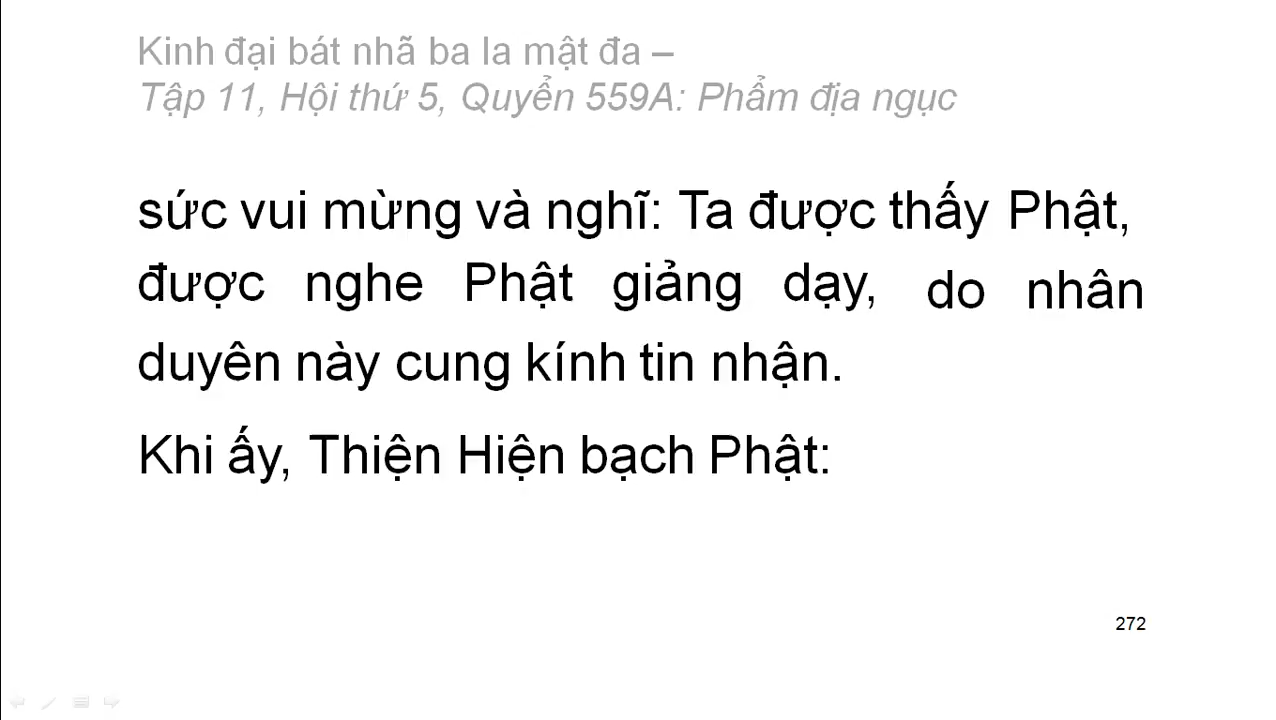 Kinh đại bát nhã ba la mật đa –
Tập 11, Hội thứ 5, Quyển 559A: Phẩm địa ngục
sức vui mừng và nghĩ: Ta được thấy Phật,
được nghe Phật giảng dạy, do nhân
duyên này cung kính tin nhận.
Khi ấy, Thiện Hiện bạch Phật:
272